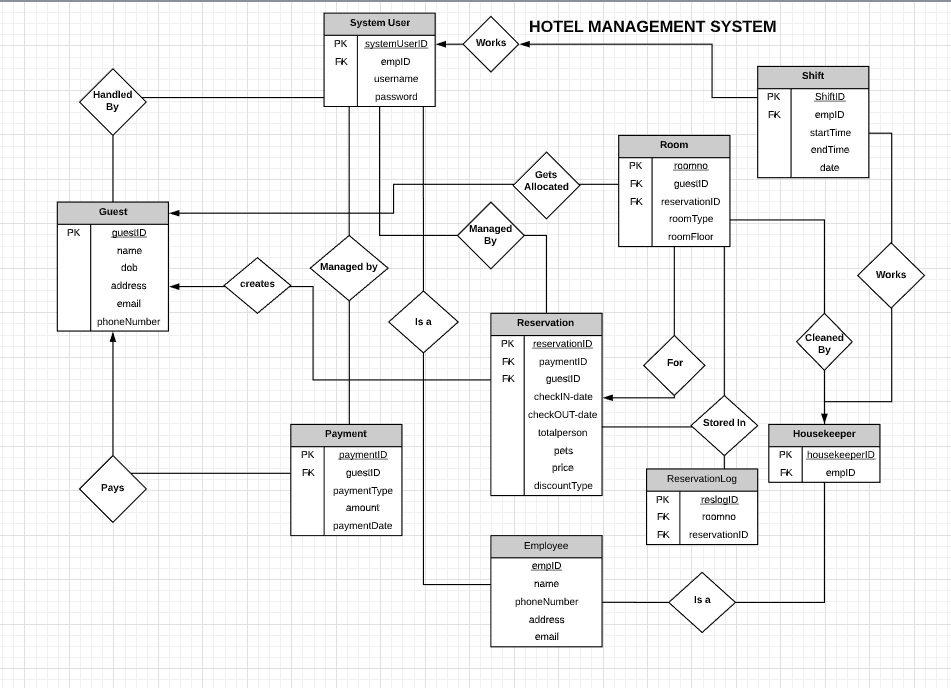 HOTEL MANAGEMENT SYSTEM
System User
PK systemUserID
FK empID
username
password
Works
Shift
PK ShiftID
FK empID
startTime
endTime
date
Handled
By
Room
PK roomno
FK guestID
FK reservationID
roomType
roomFloor
Gets
Allocated
Guest
PK guestID
name
dob
address
email
phoneNumber
Managed
By
Managed by
creates
Works
Is a
Reservation
PK reservationID
FK paymentID
FK guestID
checkIN-date
checkOUT-date
totalperson
pets
price
discountType
For
Cleaned
By
Stored In
Payment
PK paymentID
FK guestID
paymentType
amount
paymentDate
Housekeeper
PK housekeeperID
FK empID
Pays
ReservationLog
PK reslogID
FK roomno
FK reservationID
Employee
empID
name
phoneNumber
address
email
Is a